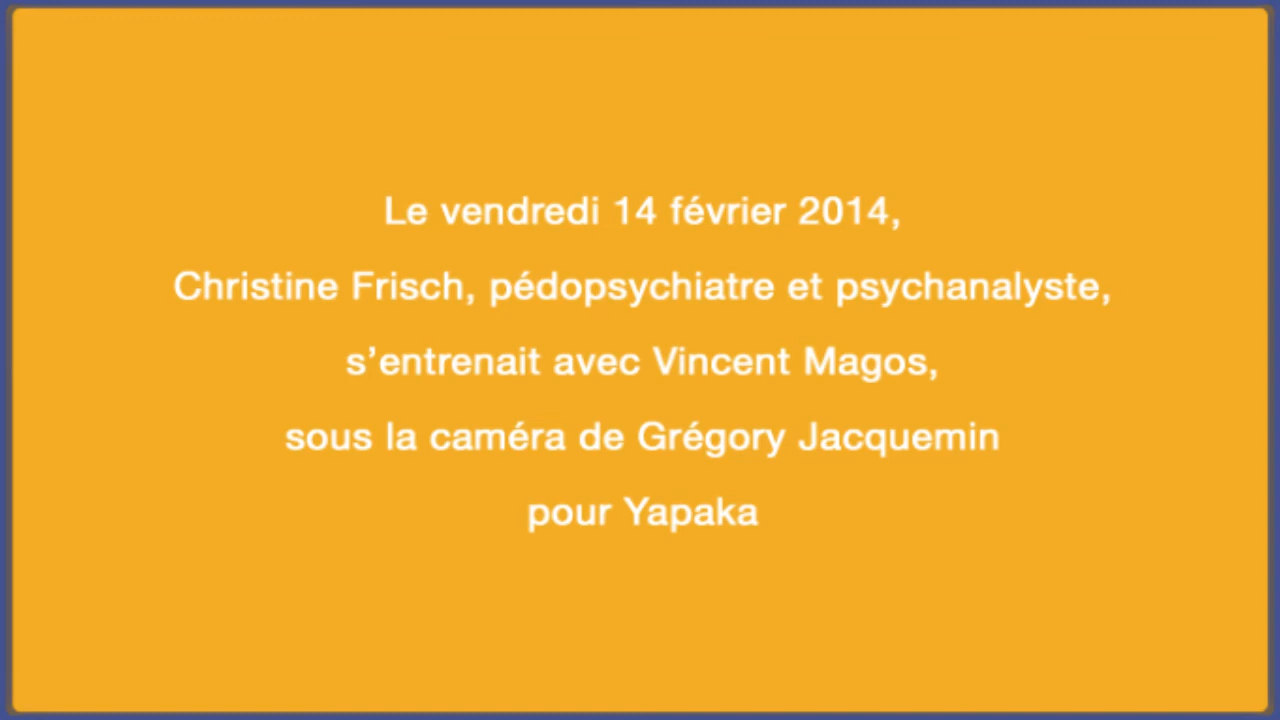 Le vendredi 14 février 2014,
Christine Frisch, pédopsychiatre et psychanalyste,
s’entrenait avec Vincent Magos,
sous la caméra de Grégory Jacquemin
pour Yapaka